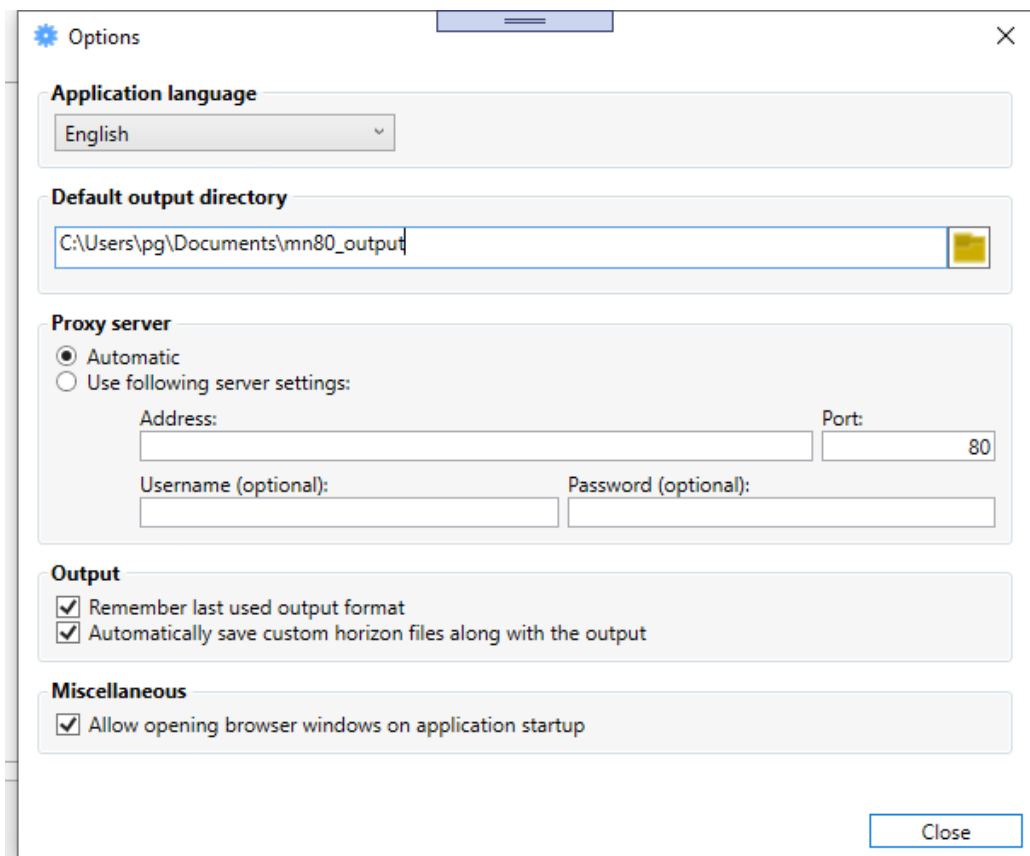 Options
Application language
English
Default output directory
C:\Users\pg\Documents\mn80_output
Proxy server
Automatic
Use following server settings:
Address: Port:
80
Username (optional): Password (optional):
Output
Remember last used output format
Automatically save custom horizon files along with the output
Miscellaneous
Allow opening browser windows on application startup
Close